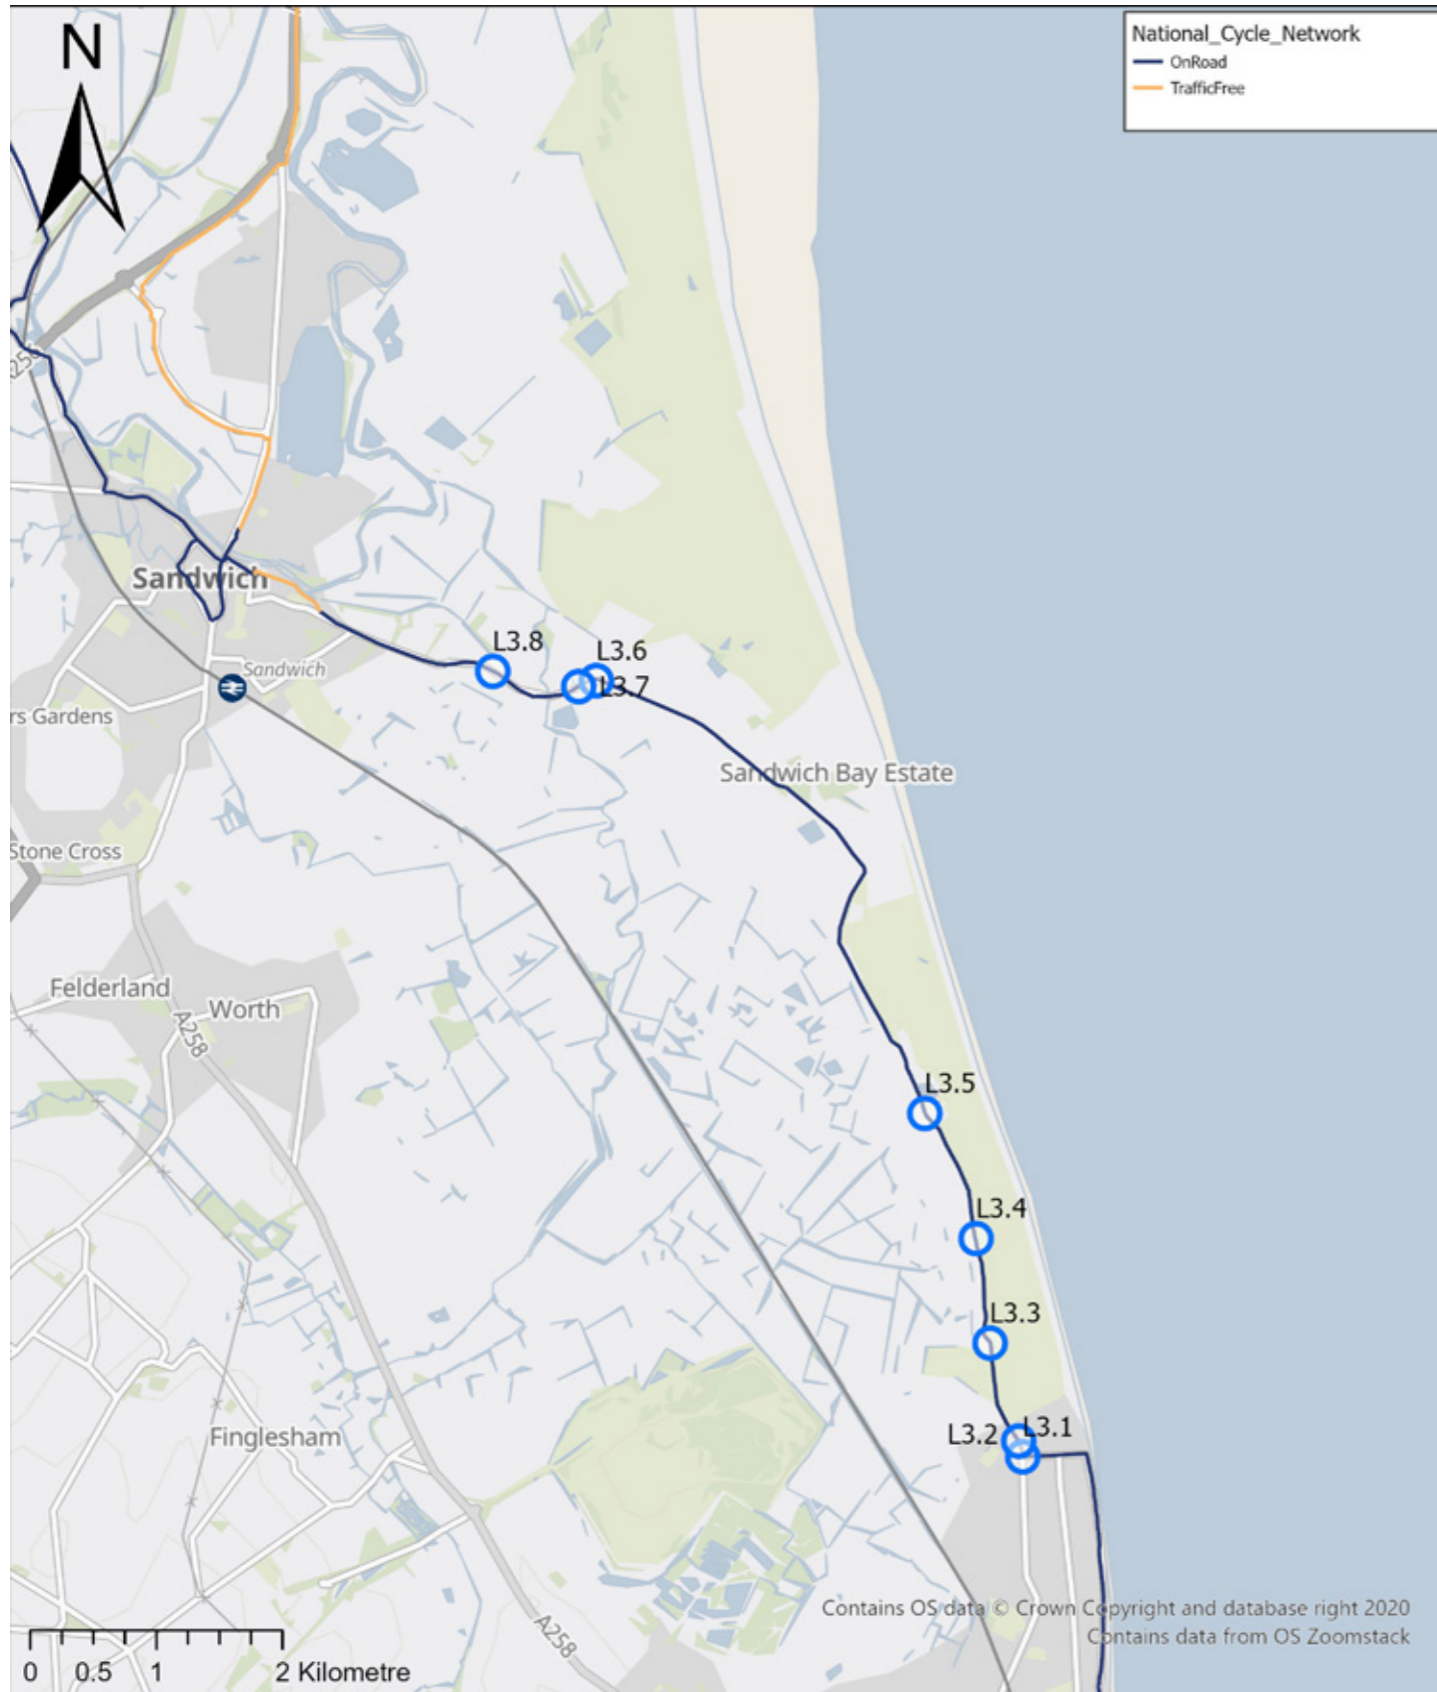 N
National_Cycle_Network
OnRoad
TrafficFree
Sandwich
L3.8
L3.6
L3.7
Sandwich
rs Gardens
Sandwich Bay Estate
Stone Cross
Felderland
Worth
A258
L3.5
L3.4
L3.3
L3.2
L3.1
Finglesham
A258
Contains OS data © Crown Copyright and database right 2020
Contains data from OS Zoomstack
0 0.5 1 2 Kilometre